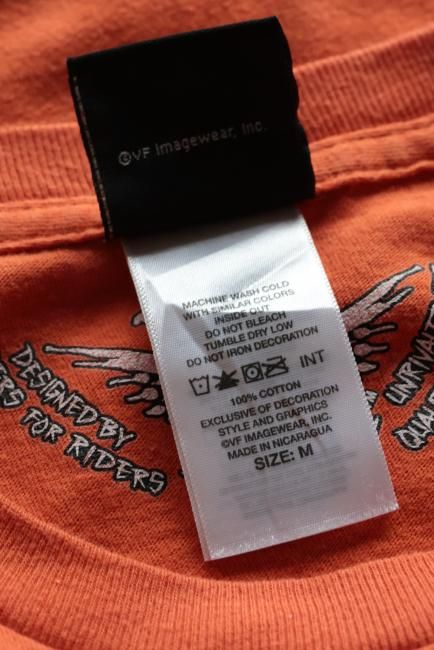 ©VF Imagewear, Inc.
MACHINE WASH COLD
WITH SIMILAR COLORS
INSIDE OUT
DO NOT BLEACH
TUMBLE DRY LOW
DO NOT IRON DECORATION
INT
100% COTTON
EXCLUSIVE OF DECORATION
STYLE AND GRAPHICS
©VF IMAGEWEAR, INC.
MADE IN NICARAGUA
SIZE: M
DESIGNED BY
FOR RIDERS